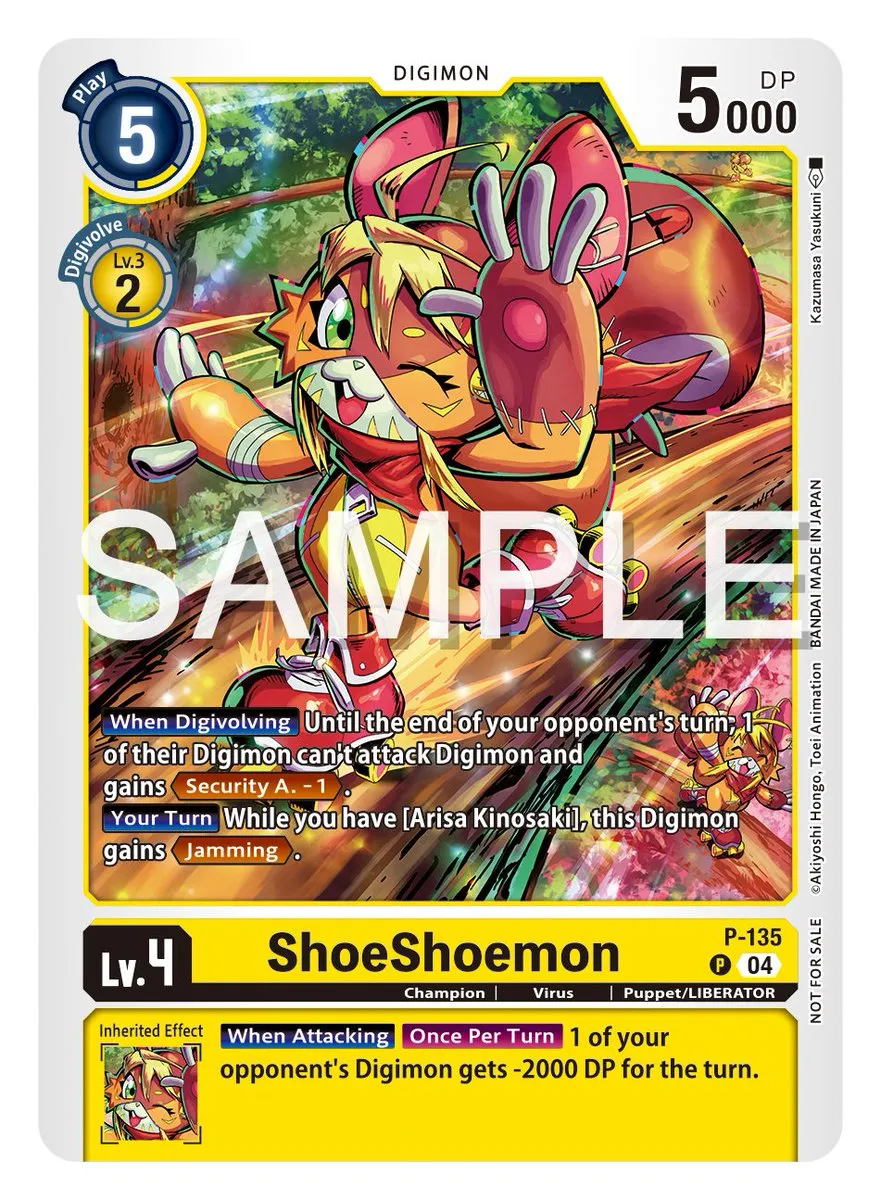 DIGIMON
Play
5
DP
5000
Digivolve
Lv.3
2
Kazumasa Yasukuni
SAMPLE
BANDAI MADE IN JAPAN
©Akiyoshi Hongo, Toei Animation
NOT FOR SALE
When Digivolving Until the end of your opponent's turn, 1
of their Digimon can't attack Digimon and
gains Security A. -1 .
Your Turn While you have [Arisa Kinosaki], this Digimon
gains Jamming .
Lv.4
ShoeShoemon
P-135
P 04
Champion | Virus | Puppet/LIBERATOR
Inherited Effect
When Attacking Once Per Turn 1 of your
opponent's Digimon gets -2000 DP for the turn.